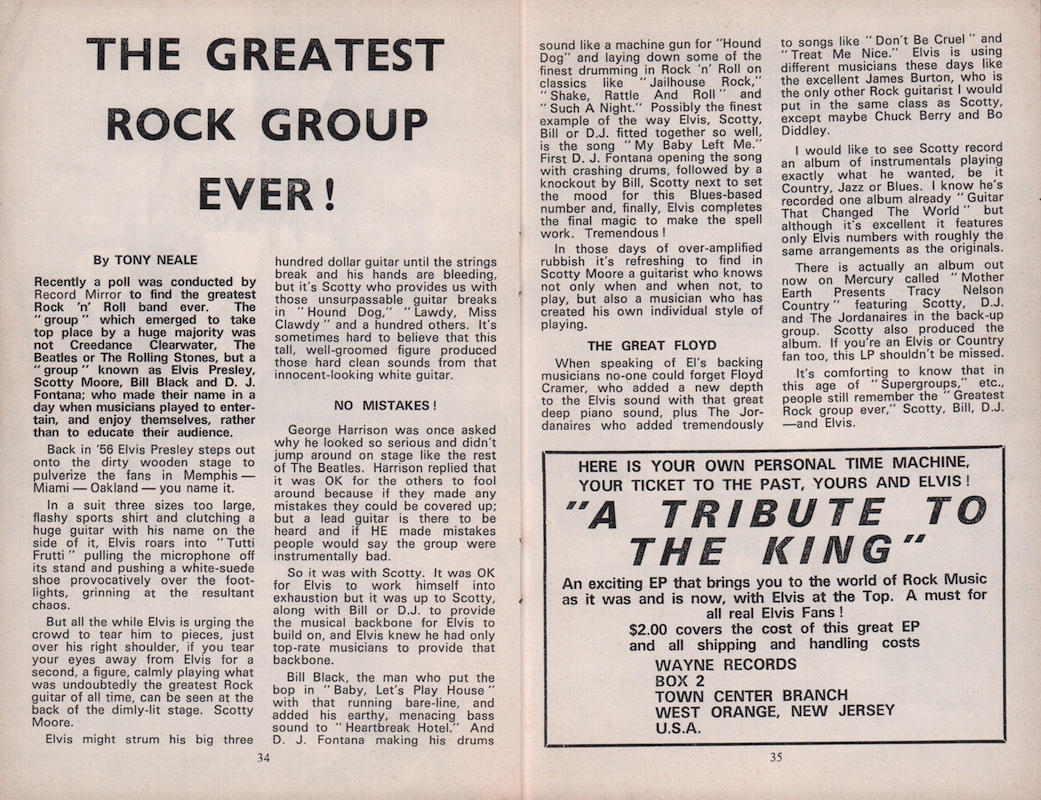 THE GREATEST
ROCK GROUP
EVER!
By TONY NEALE
Recently a poll was conducted by
Record Mirror to find the greatest
Rock 'n' Roll band ever. The
"group" which emerged to take
top place by a huge majority was
not Creedance Clearwater, The
Beatles or The Rolling Stones, but a
"group" known as Elvis Presley,
Scotty Moore, Bill Black and D. J.
Fontana; who made their name in a
day when musicians played to enter-
tain, and enjoy themselves, rather
than to educate their audience.
Back in '56 Elvis Presley steps out
onto the dirty wooden stage to
pulverize the fans in Memphis —
Miami — Oakland — you name it.
In a suit three sizes too large,
flashy sports shirt and clutching a
huge guitar with his name on the
side of it, Elvis roars into "Tutti
Frutti" pulling the microphone off
its stand and pushing a white-suede
shoe provocatively over the foot-
lights, grinning at the resultant
chaos.
But all the while Elvis is urging the
crowd to tear him to pieces, just
over his right shoulder, if you tear
your eyes away from Elvis for a
second, a figure, calmly playing what
was undoubtedly the greatest Rock
guitar of all time, can be seen at the
back of the dimly-lit stage. Scotty
Moore.
Elvis might strum his big three
hundred dollar guitar until the strings
break and his hands are bleeding,
but it's Scotty who provides us with
those unsurpassable guitar breaks
in "Hound Dog," "Lawdy, Miss
Clawdy" and a hundred others. It's
sometimes hard to believe that this
tall, well-groomed figure produced
those hard clean sounds from that
innocent-looking white guitar.
NO MISTAKES!
George Harrison was once asked
why he looked so serious and didn't
jump around on stage like the rest
of The Beatles. Harrison replied that
it was OK for the others to fool
around because if they made any
mistakes they could be covered up;
but a lead guitar is there to be
heard and if HE made mistakes
people would say the group were
instrumentally bad.
So it was with Scotty. It was OK
for Elvis to work himself into
exhaustion but it was up to Scotty,
along with Bill or D.J. to provide
the musical backbone for Elvis to
build on, and Elvis knew he had only
top-rate musicians to provide that
backbone.
Bill Black, the man who put the
bop in "Baby, Let's Play House"
with that running bare-line, and
added his earthy, menacing bass
sound to "Heartbreak Hotel." And
D. J. Fontana making his drums
34
sound like a machine gun for "Hound
Dog" and laying down some of the
finest drumming in Rock 'n' Roll on
classics like "Jailhouse Rock,"
"Shake, Rattle And Roll" and
"Such A Night." Possibly the finest
example of the way Elvis, Scotty,
Bill or D.J. fitted together so well,
is the song "My Baby Left Me."
First D. J. Fontana opening the song
with crashing drums, followed by a
knockout by Bill, Scotty next to set
the mood for this Blues-based
number and, finally, Elvis completes
the final magic to make the spell
work. Tremendous!
In those days of over-amplified
rubbish it's refreshing to find in
Scotty Moore a guitarist who knows
not only when and when not, to
play, but also a musician who has
created his own individual style of
playing.
THE GREAT FLOYD
When speaking of El's backing
musicians no-one could forget Floyd
Cramer, who added a new depth
to the Elvis sound with that great
deep piano sound, plus The Jor-
danaires who added tremendously
to songs like "Don't Be Cruel" and
"Treat Me Nice." Elvis is using
different musicians these days like
the excellent James Burton, who is
the only other Rock guitarist I would
put in the same class as Scotty,
except maybe Chuck Berry and Bo
Diddley.
I would like to see Scotty record
an album of instrumentals playing
exactly what he wanted, be it
Country, Jazz or Blues. I know he's
recorded one album already "Guitar
That Changed The World" but
although it's excellent it features
only Elvis numbers with roughly the
same arrangements as the originals.
There is actually an album out
now on Mercury called "Mother
Earth Presents Tracy Nelson
Country" featuring Scotty, D.J.
and The Jordanaires in the back-up
group. Scotty also produced the
album. If you're an Elvis or Country
fan too, this LP shouldn't be missed.
It's comforting to know that in
this age of "Supergroups," etc.,
people still remember the "Greatest
Rock group ever," Scotty, Bill, D.J.
—and Elvis.
HERE IS YOUR OWN PERSONAL TIME MACHINE,
YOUR TICKET TO THE PAST, YOURS AND ELVIS!
"A TRIBUTE TO
THE KING"
An exciting EP that brings you to the world of Rock Music
as it was and is now, with Elvis at the Top. A must for
all real Elvis Fans!
$2.00 covers the cost of this great EP
and all shipping and handling costs
WAYNE RECORDS
BOX 2
TOWN CENTER BRANCH
WEST ORANGE, NEW JERSEY
U.S.A.
35